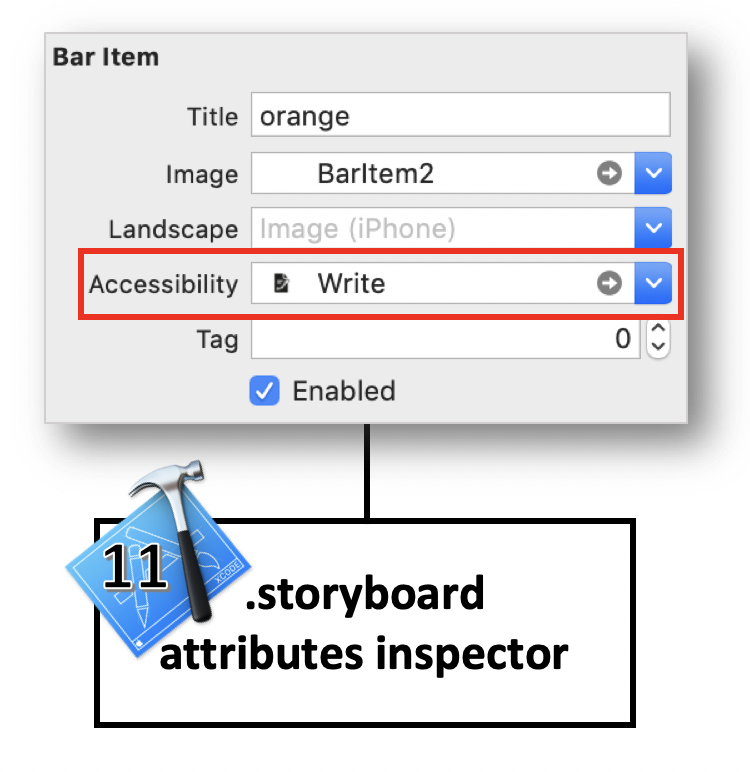 Bar Item
Title orange
Image BarItem2
Landscape Image (iPhone)
Accessibility Write
Tag 0
Enabled
11
XCODE
.storyboard
attributes inspector